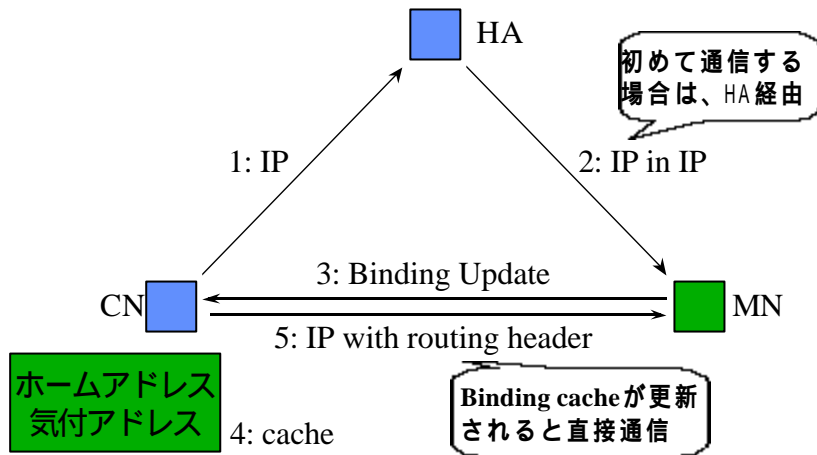 HA
初めて通信する
場合は、HA経由
1: IP
2: IP in IP
3: Binding Update
CN
MN
5: IP with routing header
ホームアドレス
気付アドレス
4: cache
Binding cacheが更新
されると直接通信